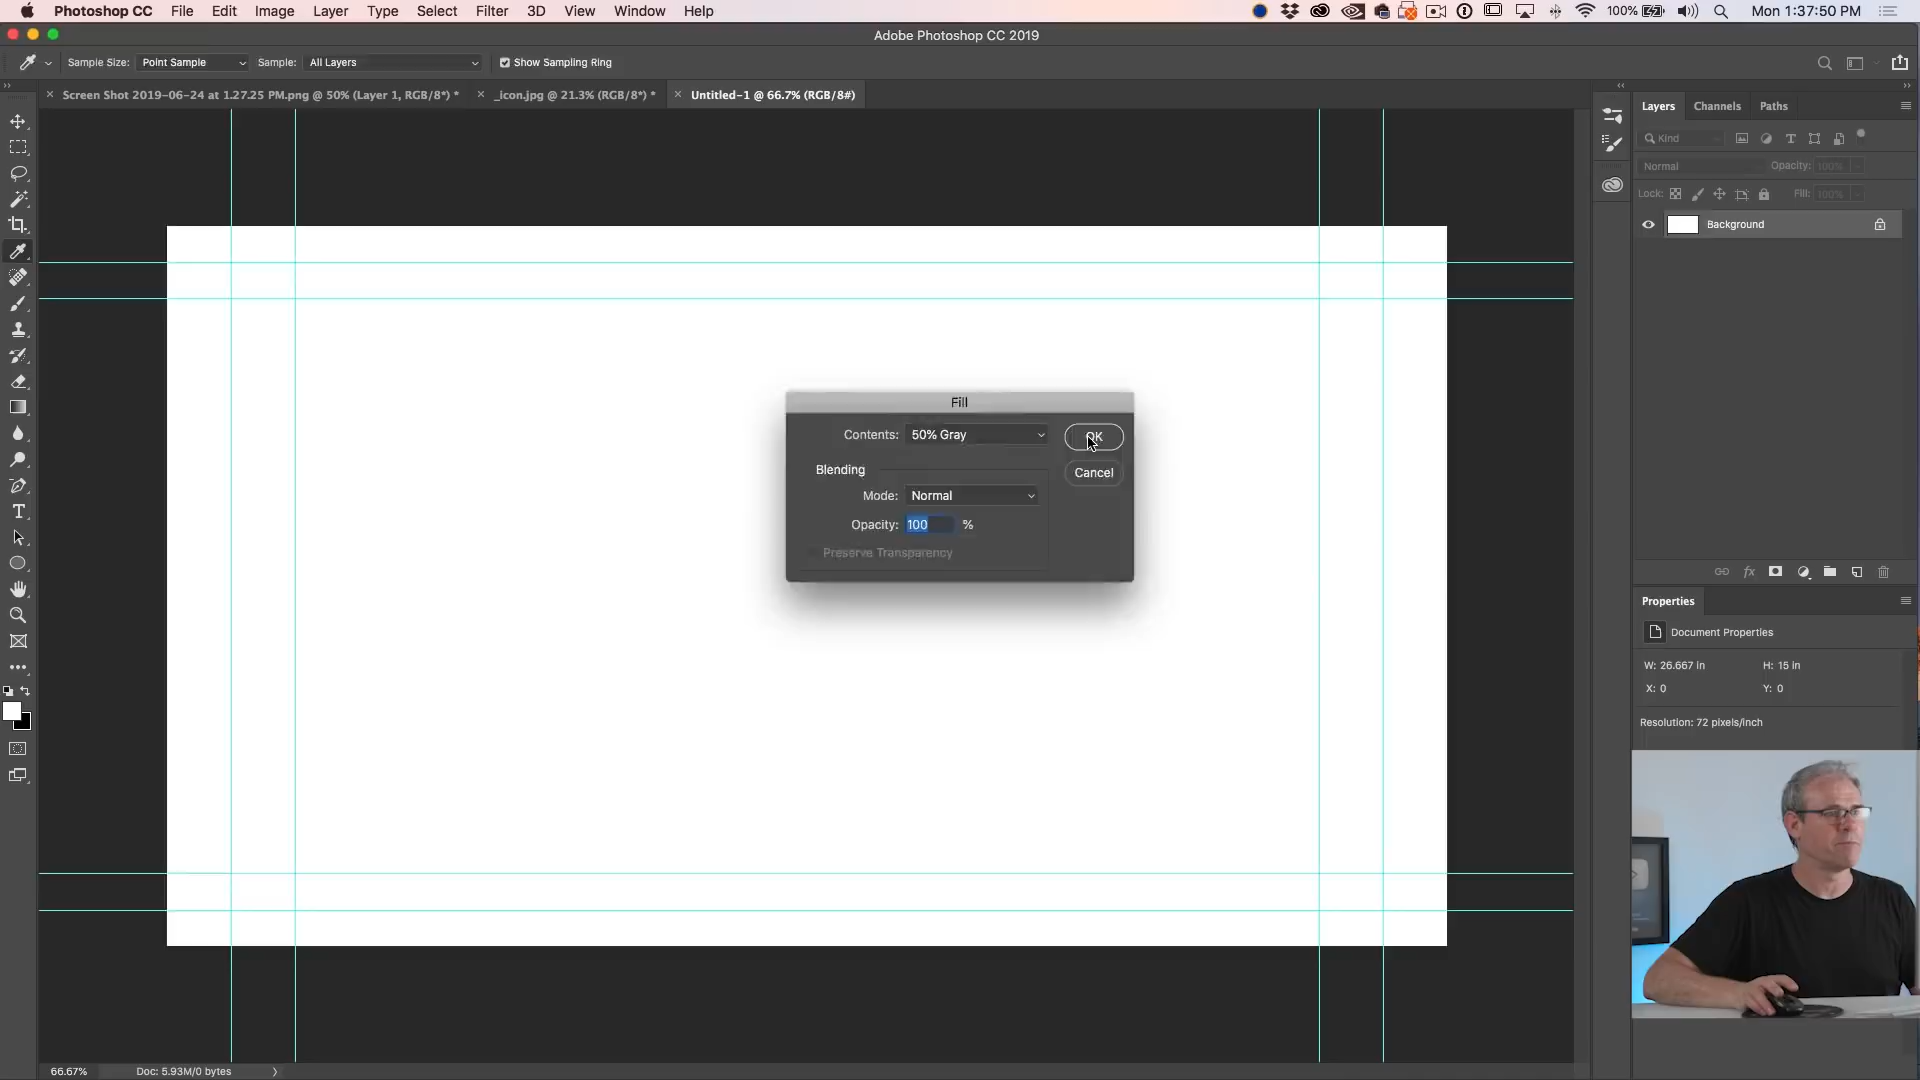 Photoshop CC File Edit Image Layer Type Select Filter 3D View Window Help 100% Mon 1:37:50 PM
Adobe Photoshop CC 2019
Sample Size: Point Sample Sample: All Layers Show Sampling Ring
Screen Shot 2019-06-24 at 1.27.25 PM.png @ 50% (Layer 1, RGB/8*) *
_icon.jpg @ 21.3% (RGB/8*) *
Untitled-1 @ 66.7% (RGB/8#)
Layers Channels Paths
Kind
Normal Opacity: 100%
Lock: Fill: 100%
Background
Fill
Contents: 50% Gray
OK
Blending
Cancel
Mode: Normal
Opacity: 100 %
Preserve Transparency
fx
Properties
Document Properties
W: 26.667 in H: 15 in
X: 0 Y: 0
Resolution: 72 pixels/inch
66.67% Doc: 5.93M/0 bytes